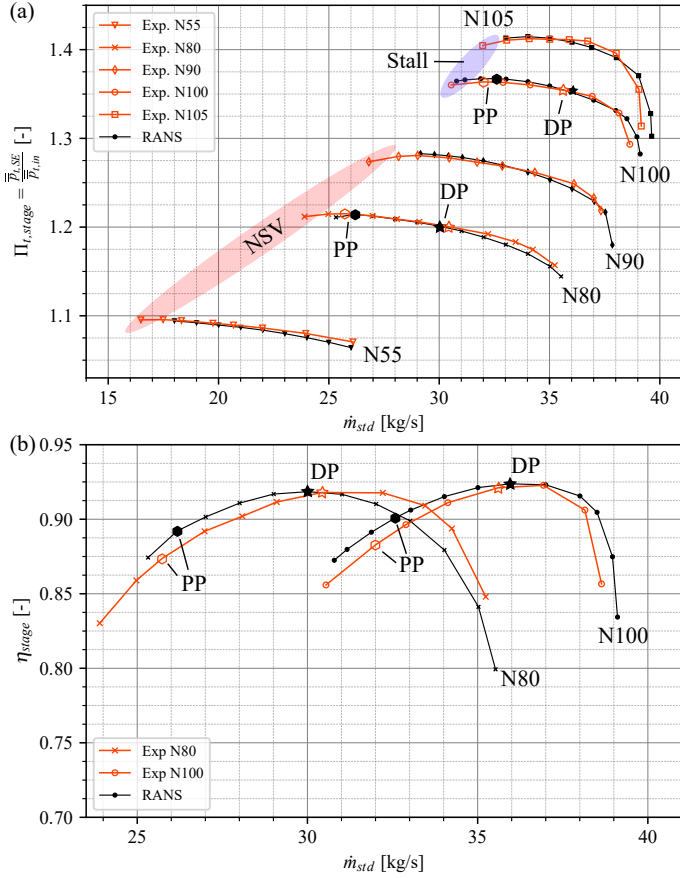 (a)
Exp. N55
Exp. N80
Exp. N90
Exp. N100
Exp. N105
RANS
N105
Stall
PP
DP
N100
NSV
DP
PP
N90
N80
N55
1.4
1.3
1.2
1.1
Π_{t,stage} = p̿_{t,SE} / p̿_{t,in} [-]
15 20 25 30 35 40
ṁ_{std} [kg/s]
(b)
0.95
0.90
0.85
0.80
0.75
0.70
η_{stage} [-]
DP
DP
PP
PP
N100
N80
Exp N80
Exp N100
RANS
25 30 35 40
ṁ_{std} [kg/s]